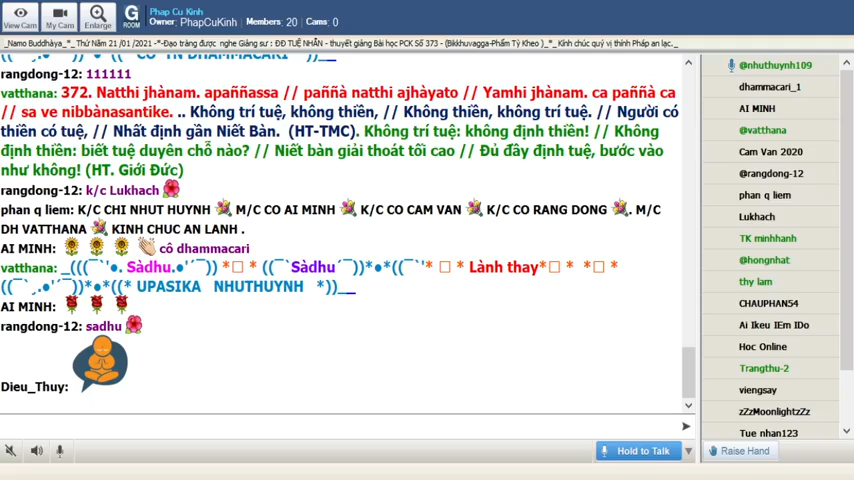 View Cam
My Cam
Enlarge
G
ROOM
Phap Cu Kinh
Owner: PhapCuKinh Members: 20 Cams: 0
_Namo Buddhàya_*_ Thứ Năm 21 /01 /2021 -*-Đạo tràng được nghe Giảng sư : ĐĐ TUỆ NHẪN - thuyết giảng Bài học PCK Số 373 - (Bikkhuvagga-Phẩm Tỳ Kheo )_*_ Kính chúc quý vị thính Pháp an lạc._
rangdong-12: 111111
vatthana: 372. Natthi jhànam. apaññassa // paññà natthi ajhàyato // Yamhi jhànam. ca paññà ca
// sa ve nibbànasantike. .. Không trí tuệ, không thiền, // Không thiền, không trí tuệ. // Người có
thiền có tuệ, // Nhất định gần Niết Bàn. (HT-TMC). Không trí tuệ: không định thiền! // Không
định thiền: biết tuệ duyên chỗ nào? // Niết bàn giải thoát tối cao // Đủ đầy định tuệ, bước vào
như không! (HT. Giới Đức)
rangdong-12: k/c Lukhach
phan q liem: K/C CHI NHUT HUYNH M/C CO AI MINH K/C CO CAM VAN K/C CO RANG DONG . M/C
DH VATTHANA KINH CHUC AN LANH .
AI MINH: cô dhammacari
vatthana: _(((¯`'•. Sàdhu.•'´¯)) *□ * ((¯`Sàdhu´¯))*•*((¯`'* □ * Lành thay*□ * *□ *
((¯´¸.•'´¯))*•*((* UPASIKA NHUTHUYNH *))__
AI MINH:
rangdong-12: sadhu
Dieu_Thuy:
Hold to Talk
Raise Hand
@nhuthuynh109
dhammacari_1
AI MINH
@vatthana
Cam Van 2020
@rangdong-12
phan q liem
Lukhach
TK minhhanh
@hongnhat
thy lam
CHAUPHAN54
Ai Ikeu IEm IDo
Hoc Online
Trangthu-2
viengsay
zZzMoonlightzZz
Tue nhan123